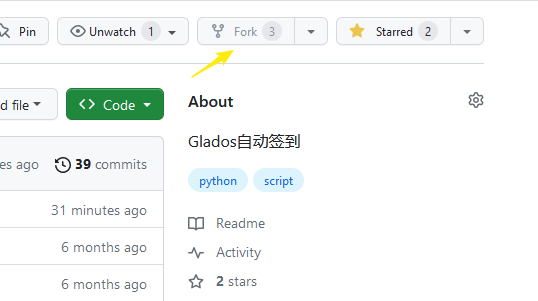 Pin Unwatch 1 Fork 3 Starred 2
d file Code
es ago 39 commits
31 minutes ago
6 months ago
6 months ago
About
Glados自动签到
python script
Readme
Activity
2 stars